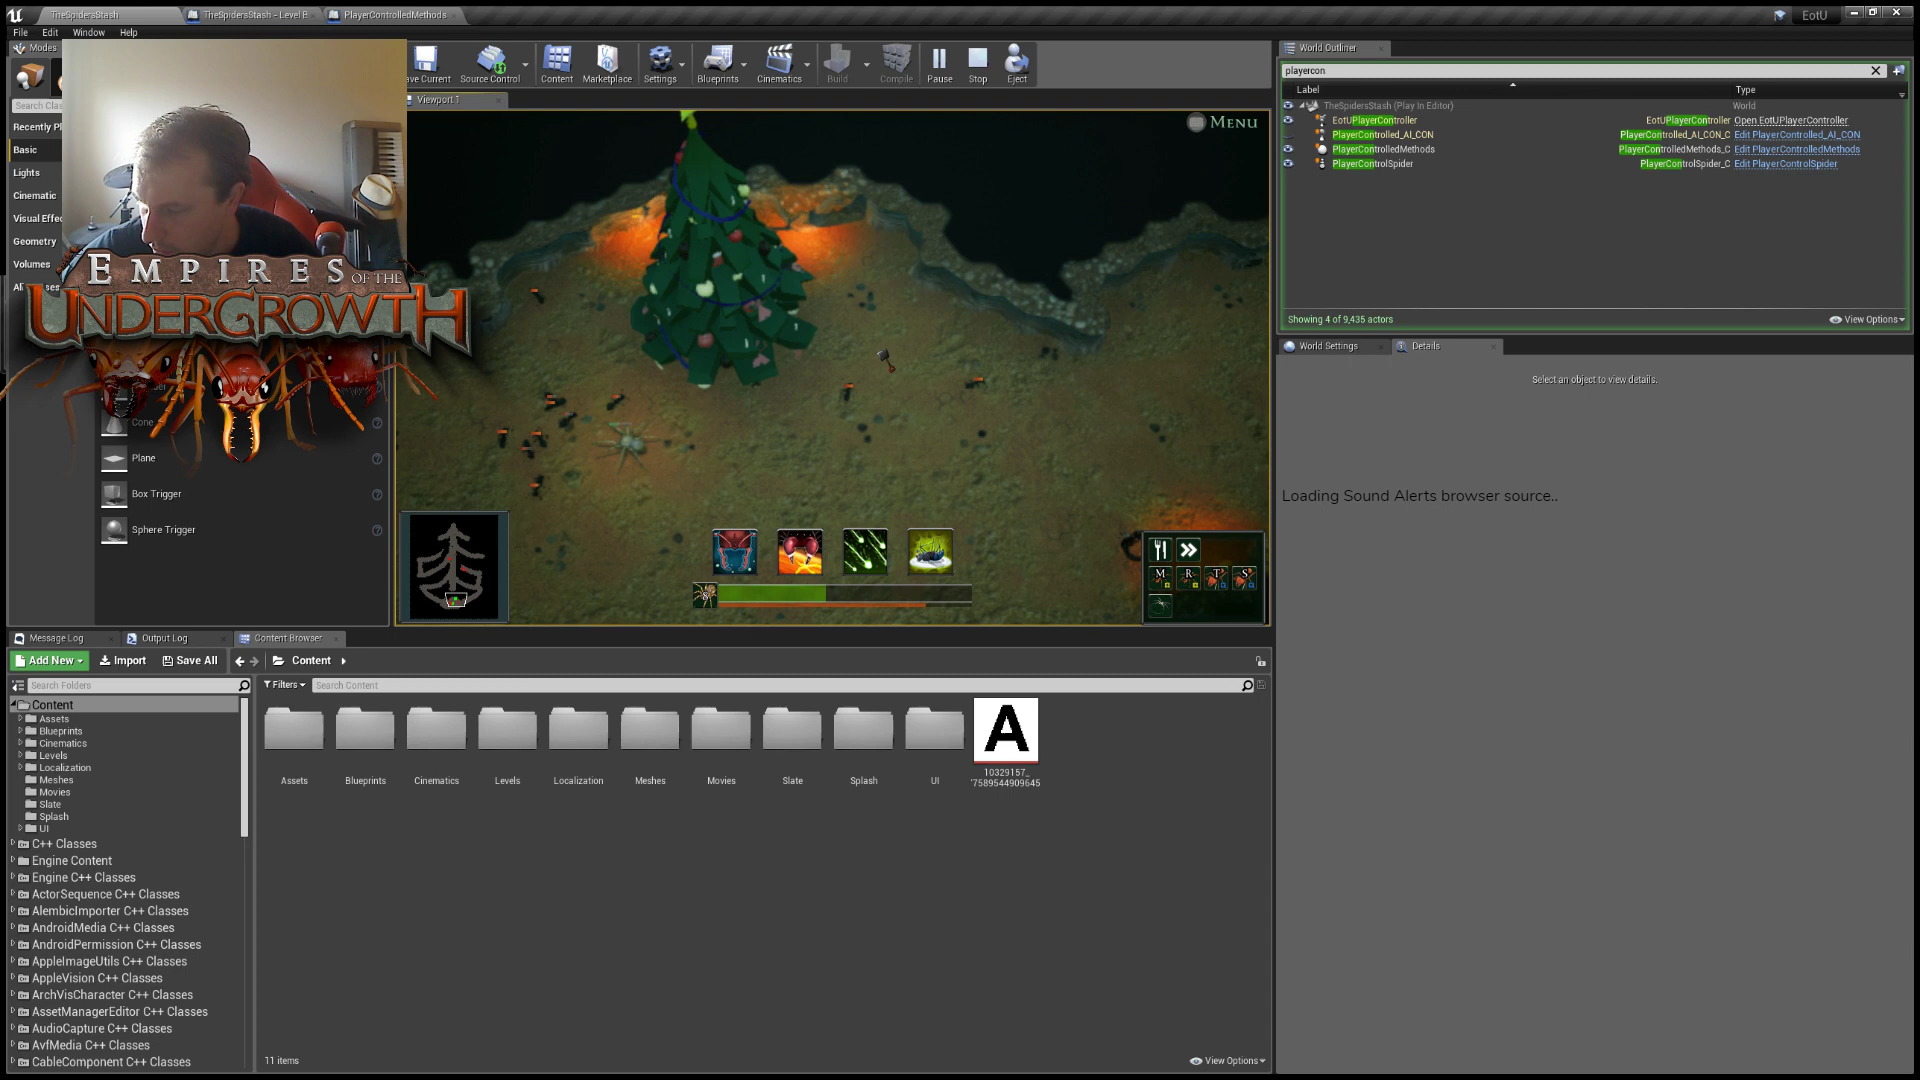 TheSpidersStash
TheSpidersStash - Level B
PlayerControlledMethods
EotU
File Edit Window Help
Modes
Save Current
Source Control
Content
Marketplace
Settings
Blueprints
Cinematics
Build
Compile
Pause
Stop
Eject
Search Clas
Recently Pl
Basic
Lights
Cinematic
Visual Effec
Geometry
Volumes
EMPIRES OF THE
UNDERGROWTH
Cone
Plane
Box Trigger
Sphere Trigger
Viewport 1
MENU
8
M R T S
World Outliner
playercon
Label Type
TheSpidersStash (Play In Editor) World
EotUPlayerController EotUPlayerController Open EotUPlayerController
PlayerControlled_AI_CON PlayerControlled_AI_CON_C Edit PlayerControlled_AI_CON
PlayerControlledMethods PlayerControlledMethods_C Edit PlayerControlledMethods
PlayerControlSpider PlayerControlSpider_C Edit PlayerControlSpider
Showing 4 of 9,435 actors
View Options
World Settings
Details
Select an object to view details.
Loading Sound Alerts browser source..
Message Log
Output Log
Content Browser
Add New
Import
Save All
Content
Search Folders
Filters
Search Content
Content
Assets
Blueprints
Cinematics
Levels
Localization
Meshes
Movies
Slate
Splash
UI
C++ Classes
Engine Content
Engine C++ Classes
ActorSequence C++ Classes
AlembicImporter C++ Classes
AndroidMedia C++ Classes
AndroidPermission C++ Classes
AppleImageUtils C++ Classes
AppleVision C++ Classes
ArchVisCharacter C++ Classes
AssetManagerEditor C++ Classes
AudioCapture C++ Classes
AvfMedia C++ Classes
CableComponent C++ Classes
A
Assets
Blueprints
Cinematics
Levels
Localization
Meshes
Movies
Slate
Splash
UI
10329157_
7589544909645
11 items
View Options